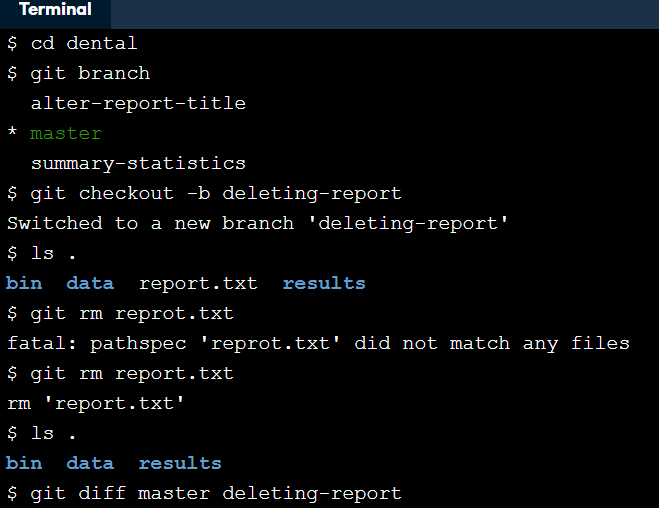 Terminal
$ cd dental
$ git branch
  alter-report-title
* master
  summary-statistics
$ git checkout -b deleting-report
Switched to a new branch 'deleting-report'
$ ls .
bin  data  report.txt  results
$ git rm reprot.txt
fatal: pathspec 'reprot.txt' did not match any files
$ git rm report.txt
rm 'report.txt'
$ ls .
bin  data  results
$ git diff master deleting-report